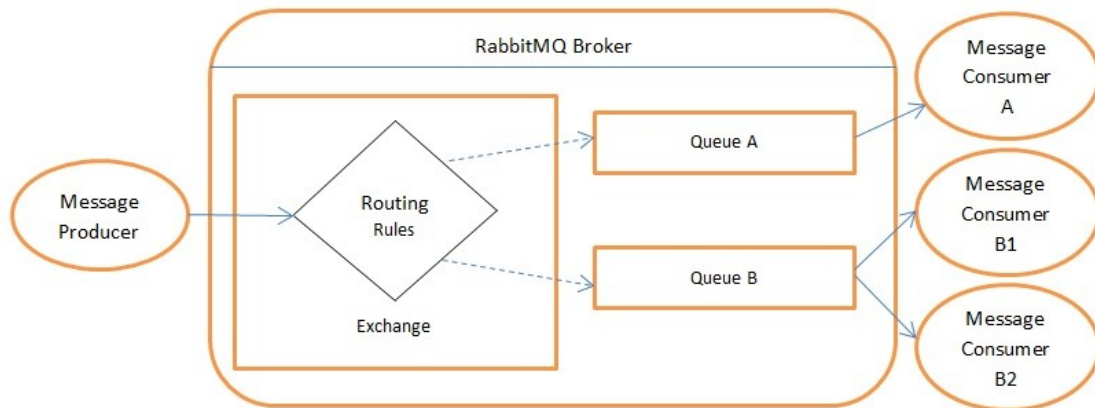 RabbitMQ Broker
Message
Producer
Routing
Rules
Exchange
Queue A
Queue B
Message
Consumer
A
Message
Consumer
B1
Message
Consumer
B2